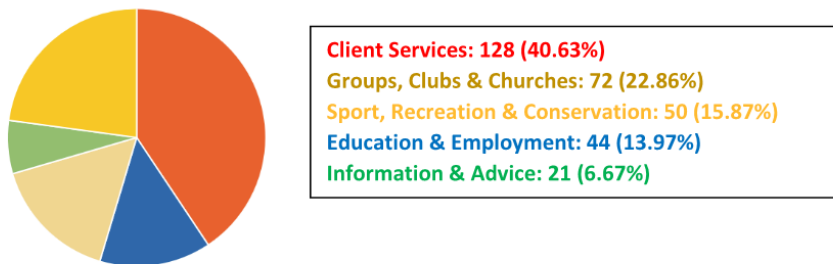 Client Services: 128 (40.63%)
Groups, Clubs & Churches: 72 (22.86%)
Sport, Recreation & Conservation: 50 (15.87%)
Education & Employment: 44 (13.97%)
Information & Advice: 21 (6.67%)